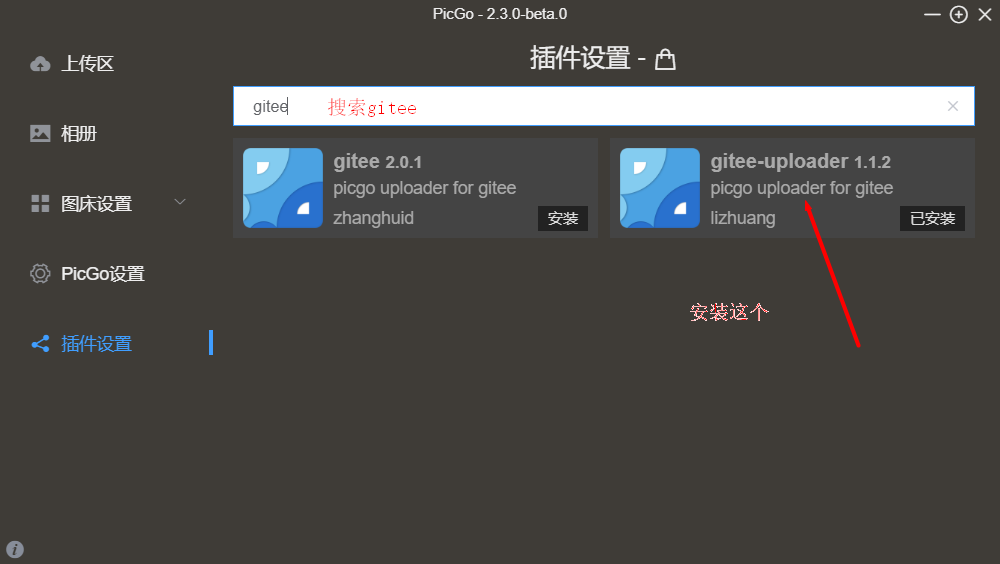 PicGo - 2.3.0-beta.0
上传区
相册
图床设置
PicGo设置
插件设置
插件设置 -
gitee
搜索gitee
gitee 2.0.1
picgo uploader for gitee
zhanghuid
安装
gitee-uploader 1.1.2
picgo uploader for gitee
lizhuang
已安装
安装这个